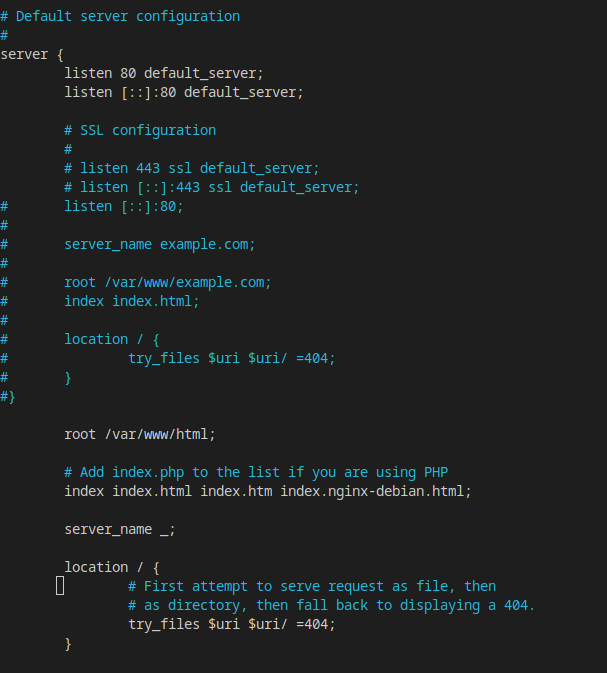 # Default server configuration
#
server {
        listen 80 default_server;
        listen [::]:80 default_server;

        # SSL configuration
        #
        # listen 443 ssl default_server;
        # listen [::]:443 ssl default_server;
#       listen [::]:80;
#
#       server_name example.com;
#
#       root /var/www/example.com;
#       index index.html;
#
#       location / {
#               try_files $uri $uri/ =404;
#       }
#}

        root /var/www/html;

        # Add index.php to the list if you are using PHP
        index index.html index.htm index.nginx-debian.html;

        server_name _;

        location / {
                # First attempt to serve request as file, then
                # as directory, then fall back to displaying a 404.
                try_files $uri $uri/ =404;
        }